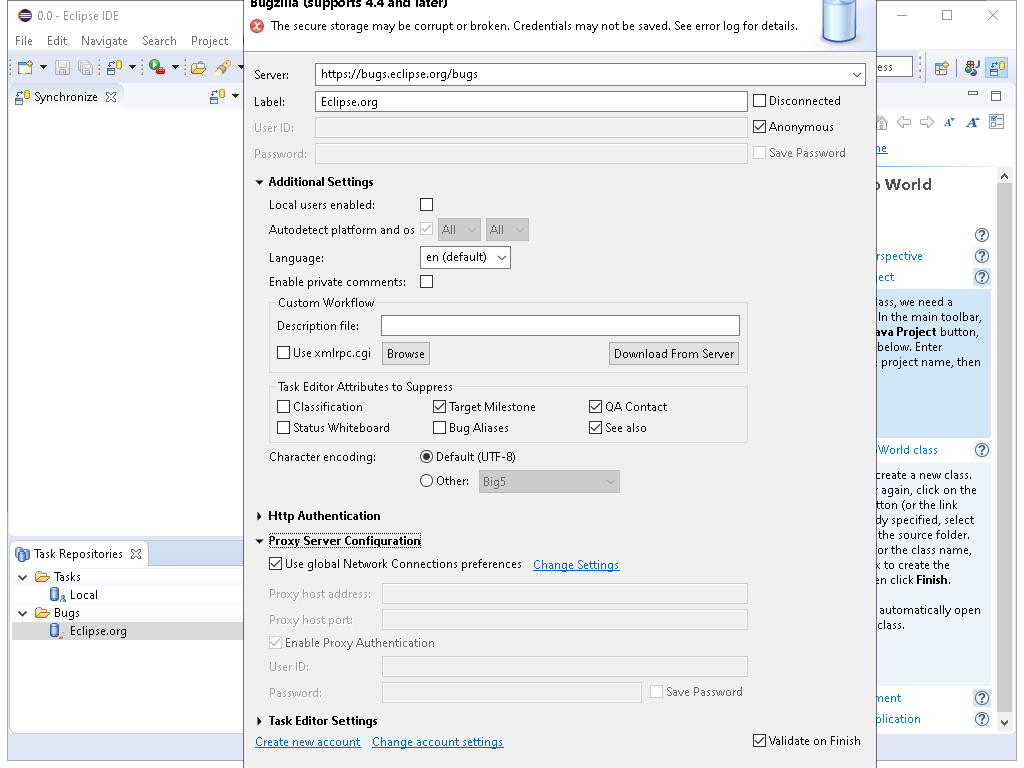 0.0 - Eclipse IDE
File Edit Navigate Search Project
Synchronize
Bugzilla (supports 4.4 and later)
The secure storage may be corrupt or broken. Credentials may not be saved. See error log for details.
Server: https://bugs.eclipse.org/bugs
Label: Eclipse.org Disconnected
User ID: Anonymous
Password: Save Password
Additional Settings
Local users enabled:
Autodetect platform and os All All
Language: en (default)
Enable private comments:
Custom Workflow
Description file:
Use xmlrpc.cgi Browse Download From Server
Task Editor Attributes to Suppress
Classification Target Milestone QA Contact
Status Whiteboard Bug Aliases See also
Character encoding: Default (UTF-8)
Other: Big5
Http Authentication
Proxy Server Configuration
Use global Network Connections preferences Change Settings
Proxy host address:
Proxy host port:
Enable Proxy Authentication
User ID:
Password: Save Password
Task Editor Settings
Create new account Change account settings Validate on Finish
Task Repositories
Tasks
Local
Bugs
Eclipse.org
World
ect
lass, we need a
In the main toolbar,
ava Project button,
below. Enter
project name, then
World class
create a new class.
again, click on the
tton (or the link
dy specified, select
the source folder.
or the class name,
k to create the
en click Finish.
automatically open
class.
ment
plication